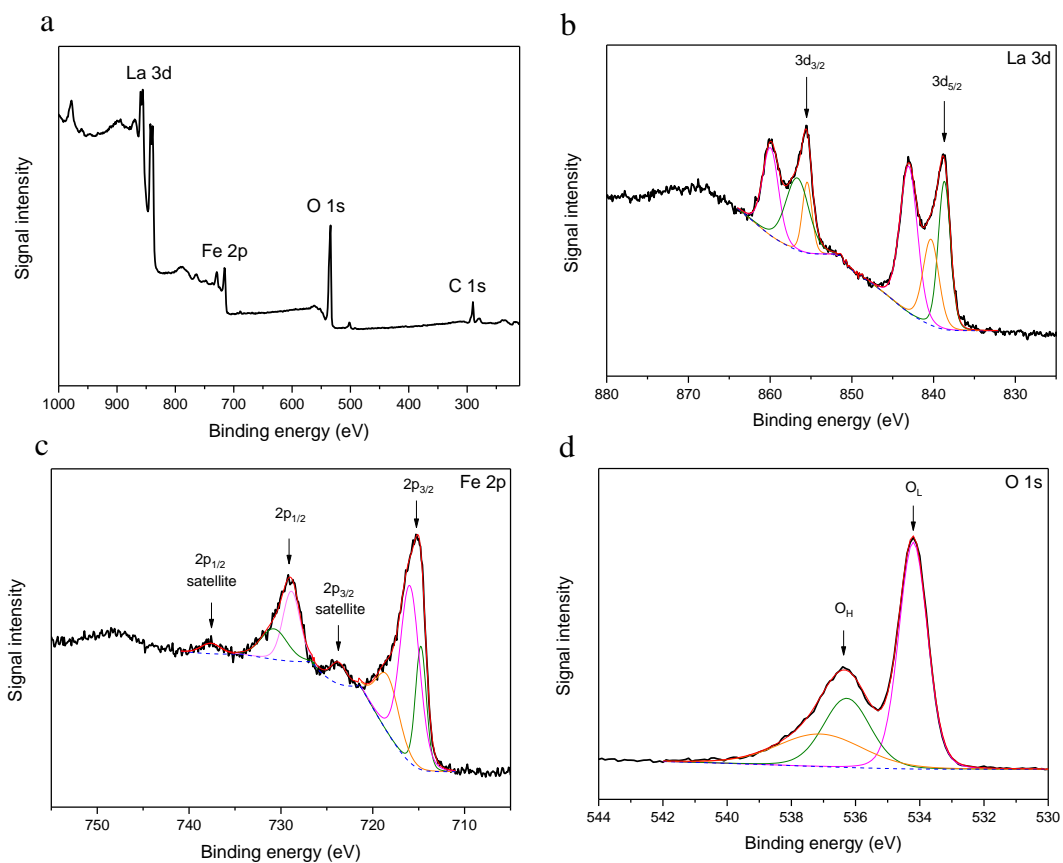 a
La 3d
Fe 2p
O 1s
C 1s
Signal intensity
1000 900 800 700 600 500 400 300
Binding energy (eV)
b
La 3d
3d3/2
3d5/2
Signal intensity
880 870 860 850 840 830
Binding energy (eV)
c
Fe 2p
2p3/2
2p1/2
2p1/2
satellite
2p3/2
satellite
Signal intensity
750 740 730 720 710
Binding energy (eV)
d
O 1s
OL
OH
Signal intensity
544 542 540 538 536 534 532 530
Binding energy (eV)